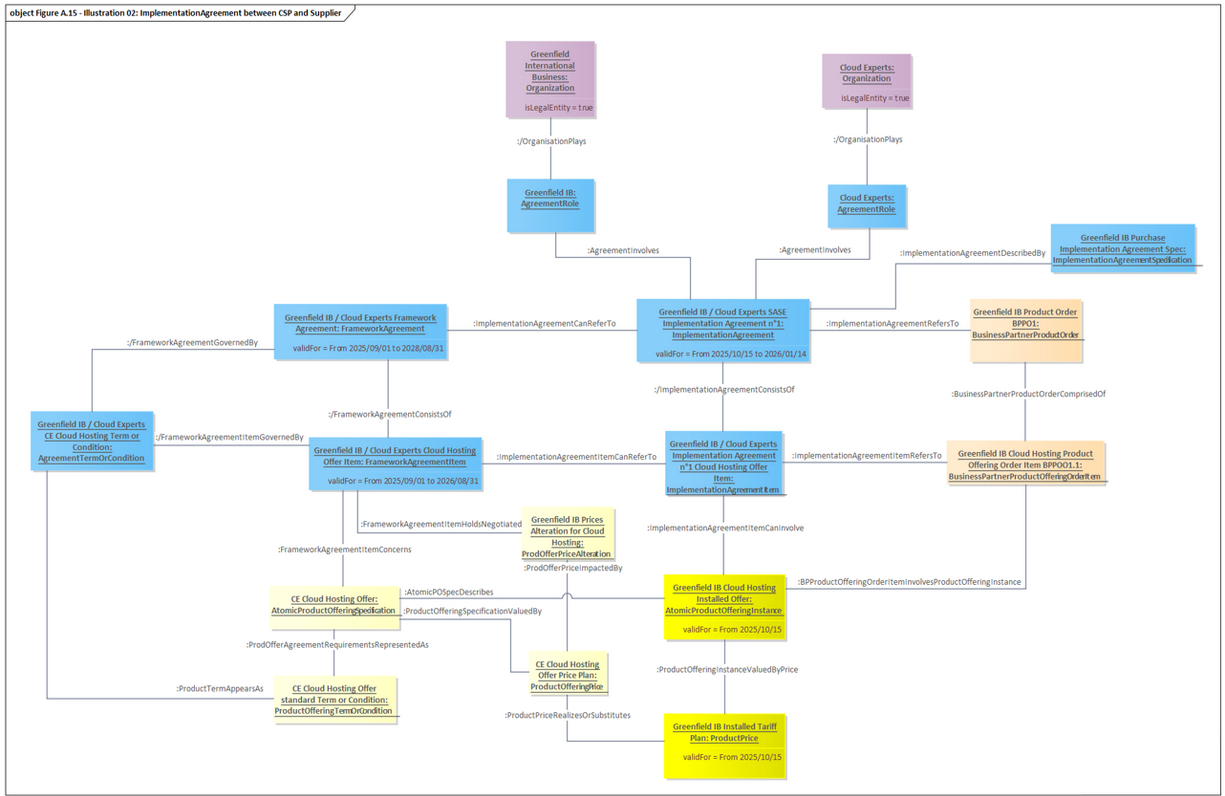 object Figure A.15 - Illustration 02: ImplementationAgreement between CSP and Supplier
Greenfield
International
Business:
Organization
isLegalEntity = true
Cloud Experts:
Organization
isLegalEntity = true
:/OrganisationPlays
:/OrganisationPlays
Greenfield IB:
AgreementRole
Cloud Experts:
AgreementRole
:AgreementInvolves
:AgreementInvolves
:ImplementationAgreementDescribedBy
Greenfield IB Purchase
Implementation Agreement Spec:
ImplementationAgreementSpecification
Greenfield IB / Cloud Experts Framework
Agreement: FrameworkAgreement
validFor = From 2025/09/01 to 2028/08/31
:ImplementationAgreementCanReferTo
Greenfield IB / Cloud Experts SASE
Implementation Agreement n°1:
ImplementationAgreement
validFor = From 2025/10/15 to 2026/01/14
:ImplementationAgreementRefersTo
Greenfield IB Product Order
BPPO1:
BusinessPartnerProductOrder
:/FrameworkAgreementGovernedBy
:/FrameworkAgreementConsistsOf
:/ImplementationAgreementConsistsOf
:BusinessPartnerProductOrderComprisedOf
Greenfield IB / Cloud Experts
CE Cloud Hosting Term or
Condition:
AgreementTermOrCondition
:/FrameworkAgreementItemGovernedBy
Greenfield IB / Cloud Experts Cloud Hosting
Offer Item: FrameworkAgreementItem
validFor = From 2025/09/01 to 2026/08/31
:ImplementationAgreementItemCanReferTo
Greenfield IB / Cloud Experts
Implementation Agreement
n°1 Cloud Hosting Offer
Item:
ImplementationAgreementItem
:ImplementationAgreementItemRefersTo
Greenfield IB Cloud Hosting Product
Offering Order Item BPPOO1.1:
BusinessPartnerProductOfferingOrderItem
:FrameworkAgreementItemHoldsNegotiated
Greenfield IB Prices
Alteration for Cloud
Hosting:
ProdOfferPriceAlteration
:ImplementationAgreementItemCanInvolve
:FrameworkAgreementItemConcerns
:ProdOfferPriceImpactedBy
:BPProductOfferingOrderItemInvolvesProductOfferingInstance
CE Cloud Hosting Offer:
AtomicProductOfferingSpecification
:AtomicPOSpecDescribes
:ProductOfferingSpecificationValuedBy
Greenfield IB Cloud Hosting
Installed Offer:
AtomicProductOfferingInstance
validFor = From 2025/10/15
:ProdOfferAgreementRequirementsRepresentedAs
CE Cloud Hosting
Offer Price Plan:
ProductOfferingPrice
:ProductOfferingInstanceValuedByPrice
:ProductTermAppearsAs
CE Cloud Hosting Offer
standard Term or Condition:
ProductOfferingTermOrCondition
:ProductPriceRealizesOrSubstitutes
Greenfield IB Installed Tariff
Plan: ProductPrice
validFor = From 2025/10/15